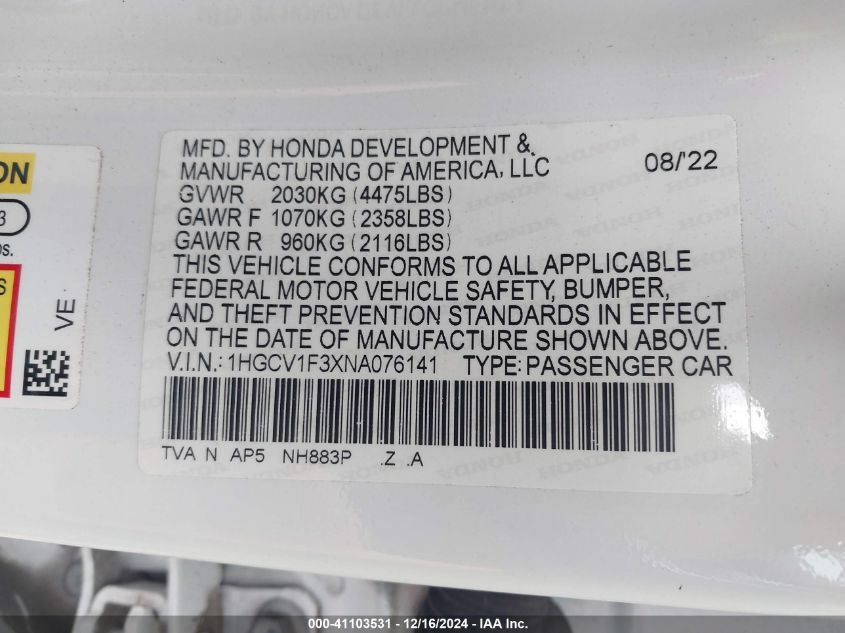 MFD. BY HONDA DEVELOPMENT &
MANUFACTURING OF AMERICA, LLC 08/'22
GVWR 2030KG (4475LBS)
GAWR F 1070KG (2358LBS)
GAWR R 960KG (2116LBS)
THIS VEHICLE CONFORMS TO ALL APPLICABLE
FEDERAL MOTOR VEHICLE SAFETY, BUMPER,
AND THEFT PREVENTION STANDARDS IN EFFECT
ON THE DATE OF MANUFACTURE SHOWN ABOVE.
V.I.N.: 1HGCV1F3XNA076141 TYPE: PASSENGER CAR
TVA N AP5 NH883P .Z .A
VE
000-41103531 - 12/16/2024 - IAA Inc.